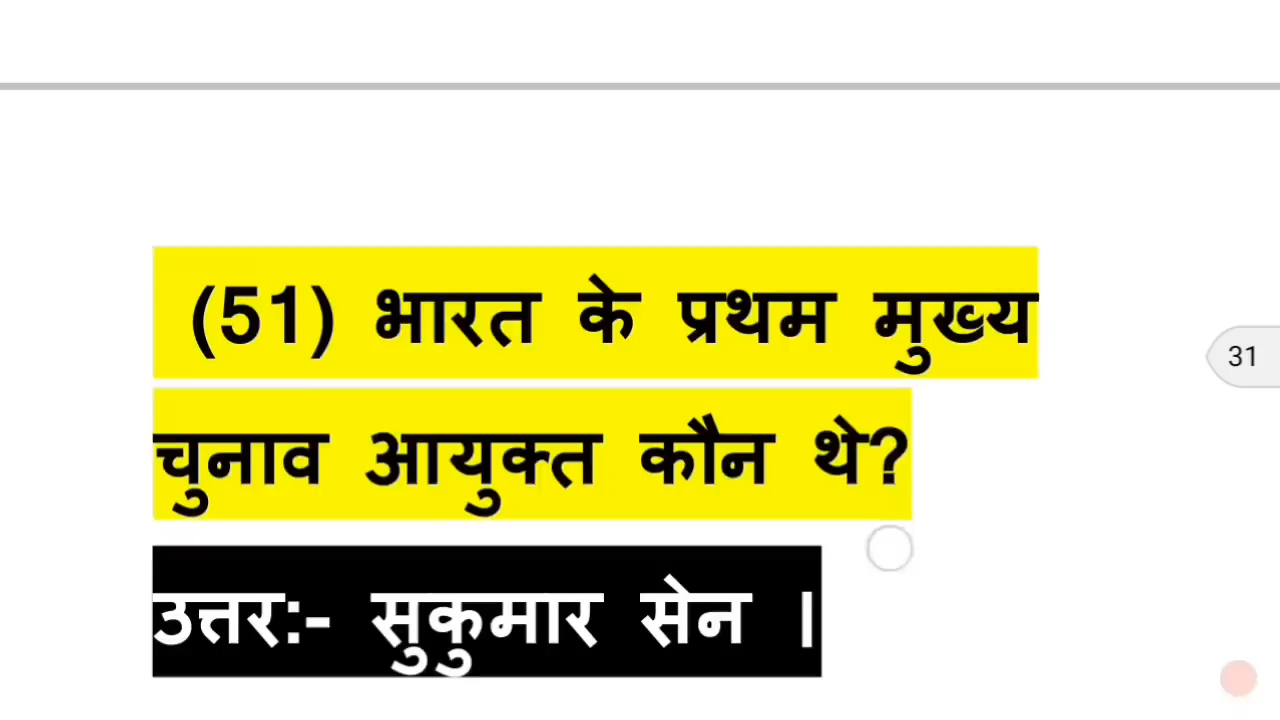 (51) भारत के प्रथम मुख्य
चुनाव आयुक्त कौन थे?
31
उत्तर:- सुकुमार सेन ।